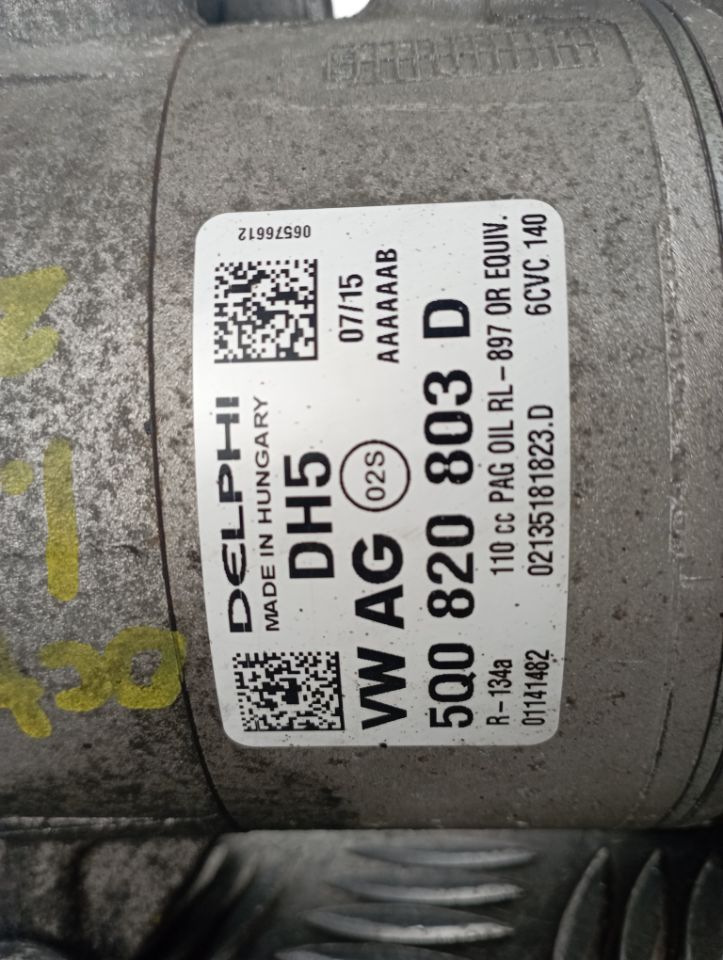 DELPHI
MADE IN HUNGARY
06576612
DH5
07/15
VW AG 02S AAAAAAAB
5Q0 820 803 D
R-134a 110 cc PAG OIL RL-897 OR EQUIV.
01141482 02135181823.D 6CVC 140